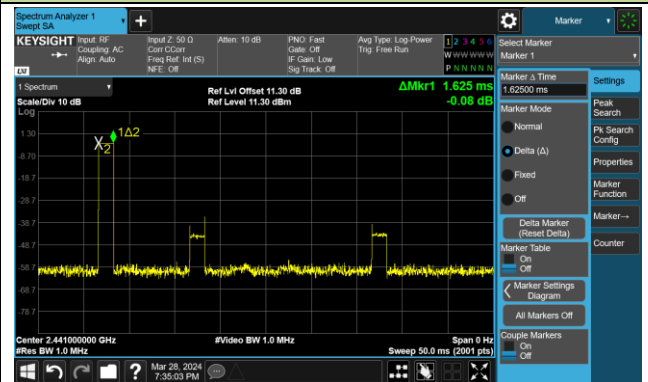 Spectrum Analyzer 1
Swept SA
Marker
KEYSIGHT
Input: RF
Coupling: AC
Align: Auto
Input Z: 50 Ω
Corr CCorr
Freq Ref: Int (S)
NFE: Off
Atten: 10 dB
PNO: Fast
Gate: Off
IF Gain: Low
Sig Track: Off
Avg Type: Log-Power
Trig: Free Run
1 2 3 4 5 6
W W W W W W
P N N N N N
LXI
Select Marker
Marker 1
1 Spectrum
Scale/Div 10 dB
Ref Lvl Offset 11.30 dB
Ref Level 11.30 dBm
ΔMkr1 1.625 ms
-0.08 dB
Log
1.30
-8.70
-18.7
-28.7
-38.7
-48.7
-58.7
-68.7
-78.7
X2
1Δ2
Center 2.441000000 GHz
#Res BW 1.0 MHz
#Video BW 1.0 MHz
Span 0 Hz
Sweep 50.0 ms (2001 pts)
Marker Δ Time
1.62500 ms
Marker Mode
Normal
Delta (Δ)
Fixed
Off
Delta Marker
(Reset Delta)
Marker Table
On
Off
Marker Settings
Diagram
All Markers Off
Couple Markers
On
Off
Settings
Peak
Search
Pk Search
Config
Properties
Marker
Function
Marker→
Counter
?
Mar 28, 2024
7:35:03 PM